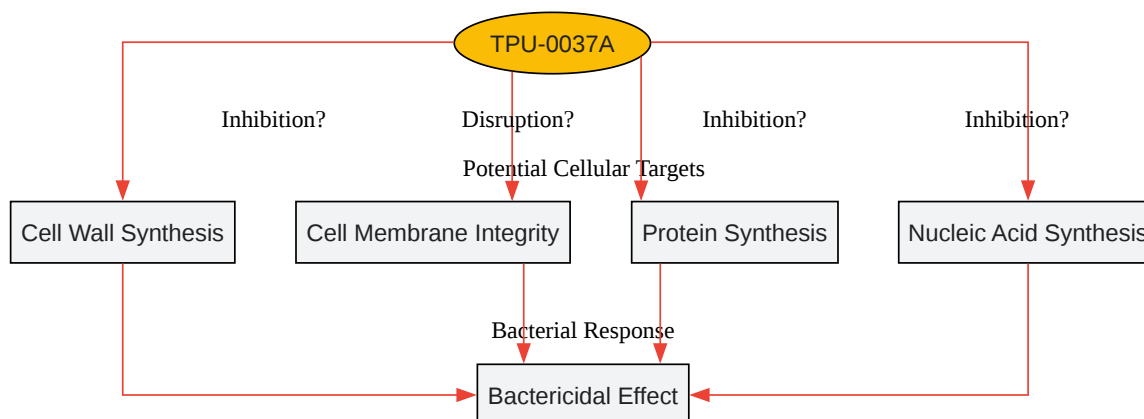 TPU-0037A
Inhibition?
Disruption?
Inhibition?
Inhibition?
Potential Cellular Targets
Cell Wall Synthesis
Cell Membrane Integrity
Protein Synthesis
Nucleic Acid Synthesis
Bacterial Response
Bactericidal Effect